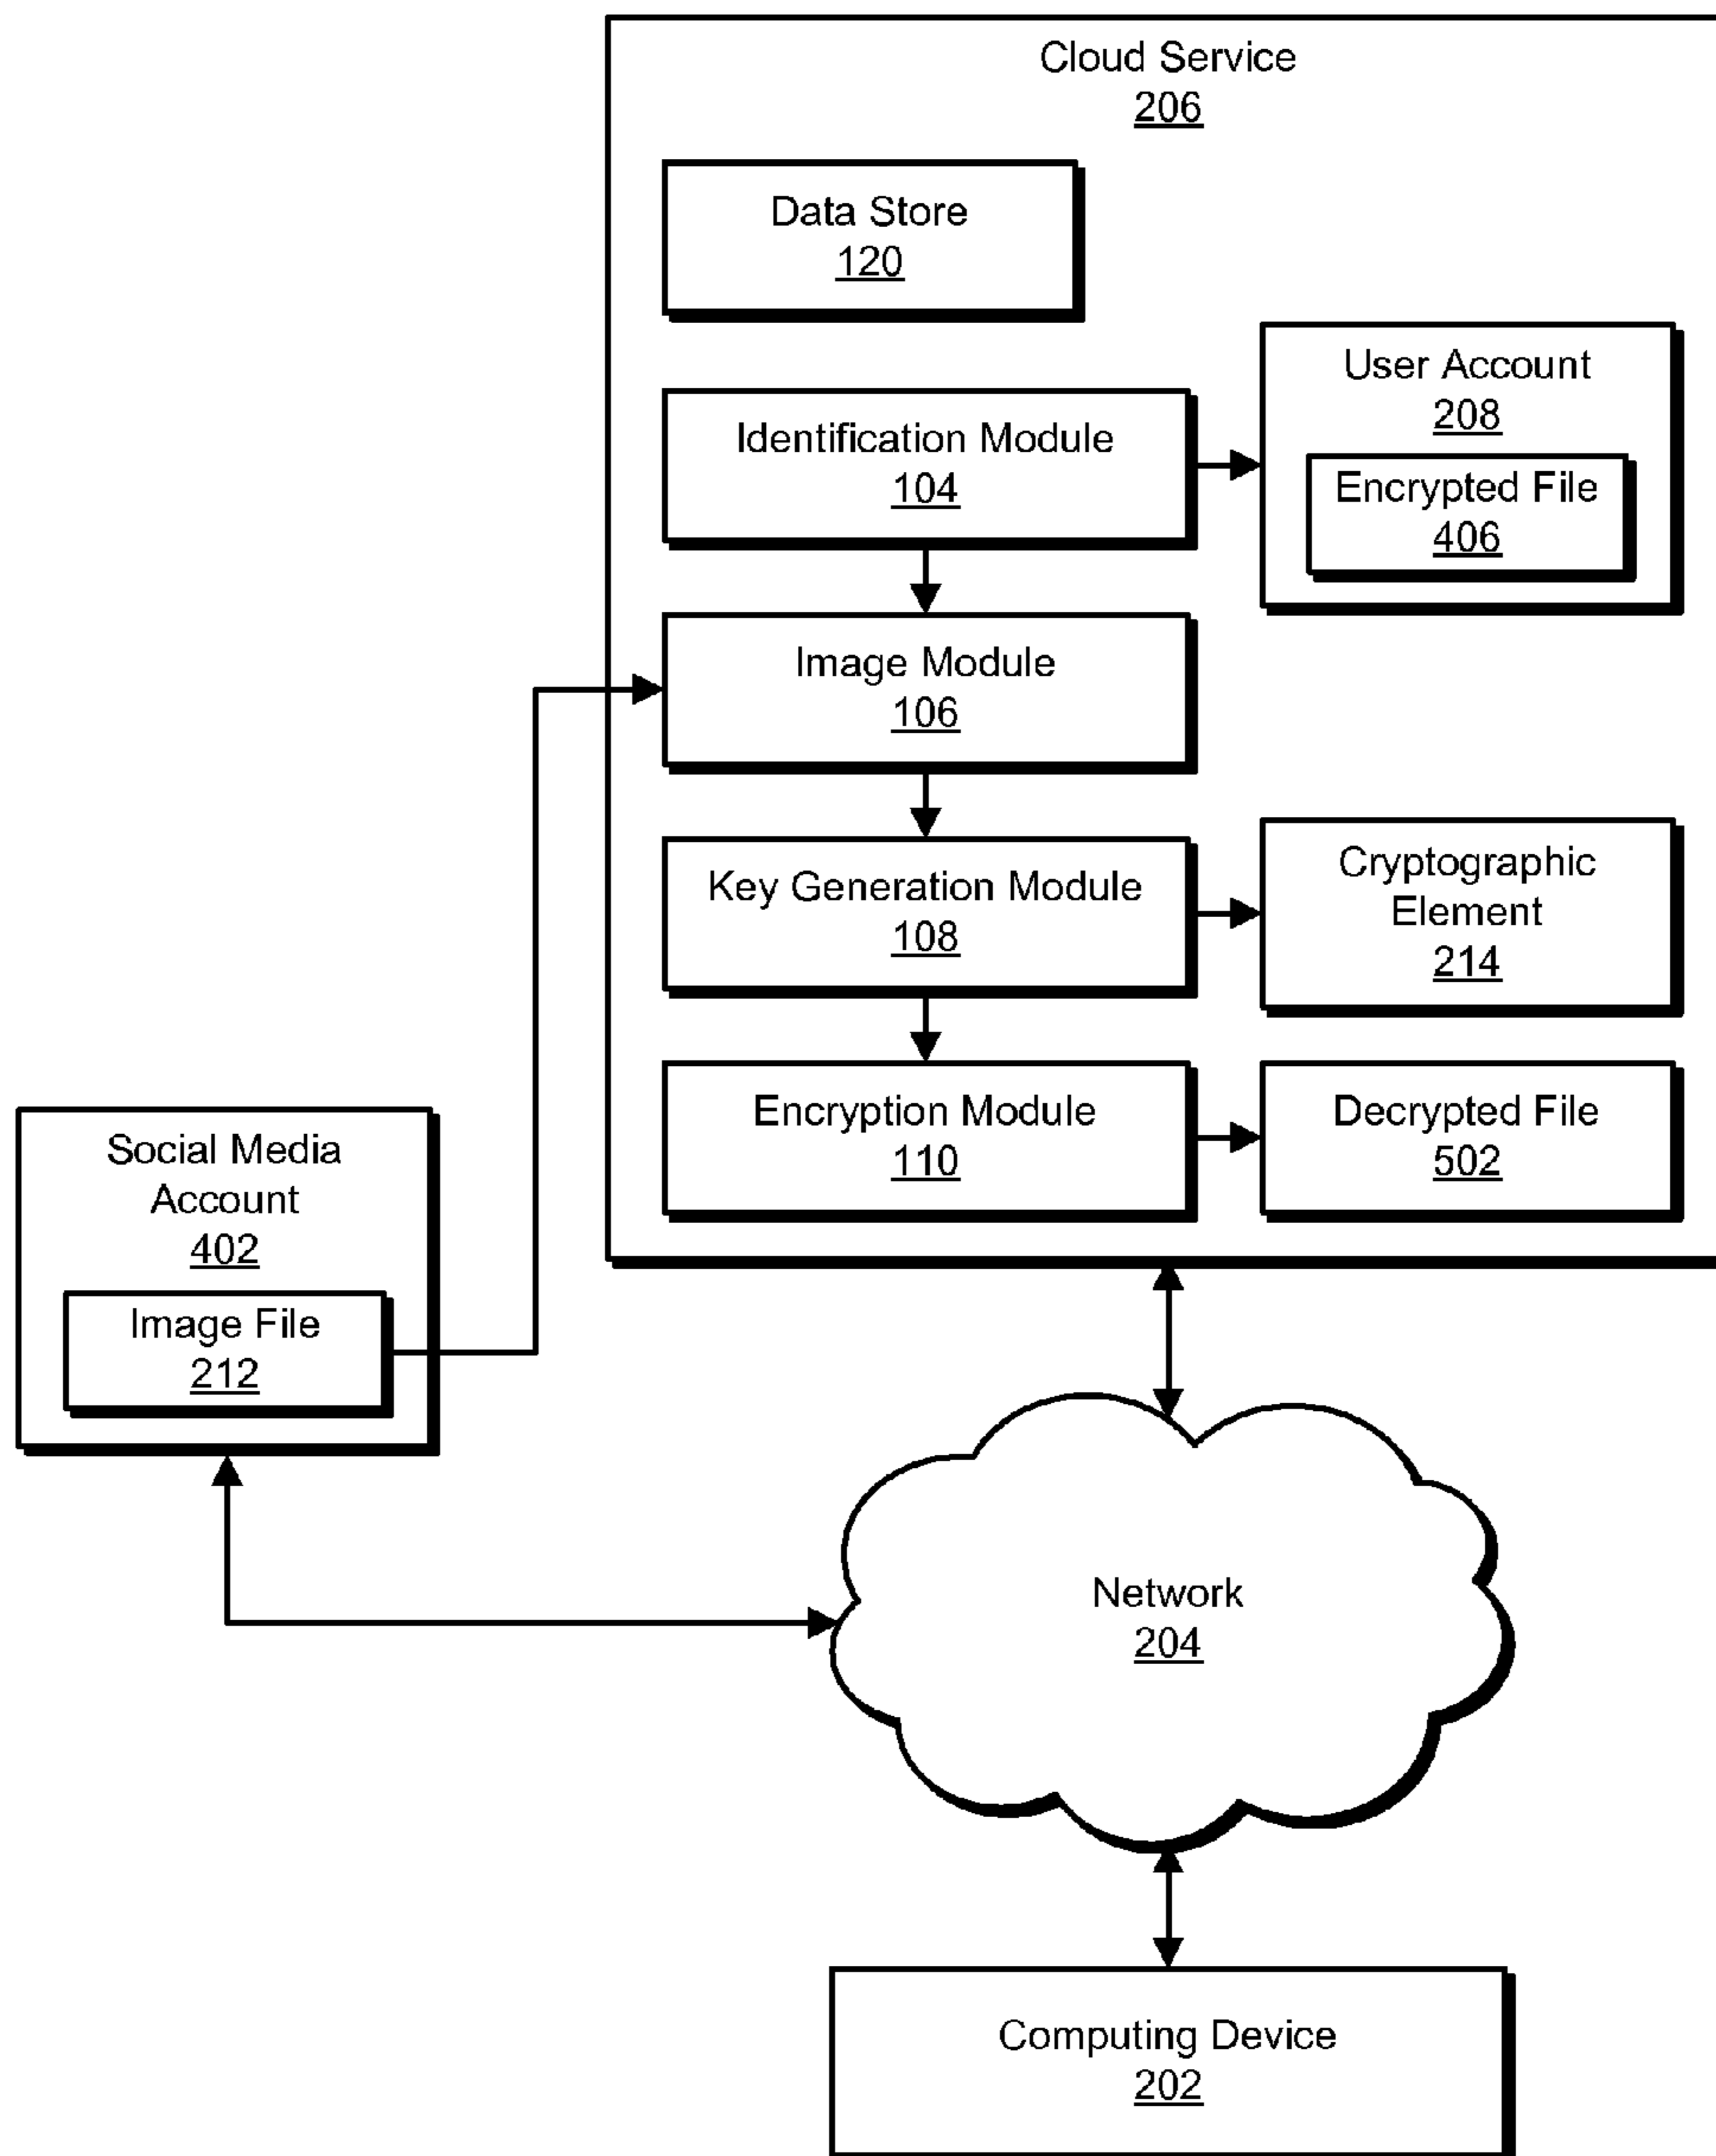 Cloud Service
206
Data Store
120
User Account
208
Encrypted File
406
Identification Module
104
Image Module
106
Key Generation Module
108
Cryptographic
Element
214
Encryption Module
110
Decrypted File
502
Social Media
Account
402
Image File
212
Network
204
Computing Device
202